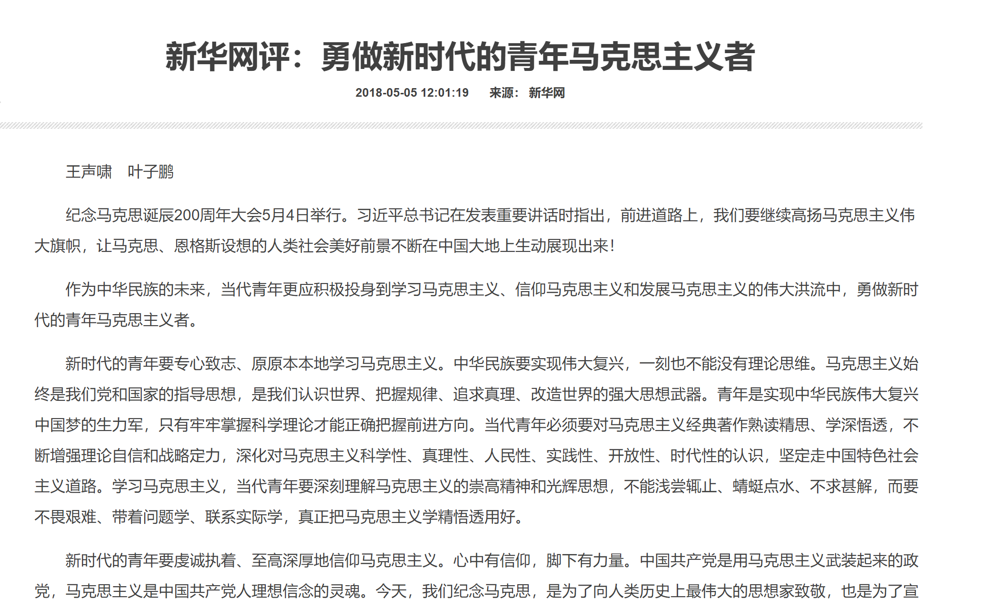 新华网评：勇做新时代的青年马克思主义者
2018-05-05 12:01:19 来源： 新华网
王声啸 叶子鹏
纪念马克思诞辰200周年大会5月4日举行。习近平总书记在发表重要讲话时指出，前进道路上，我们要继续高扬马克思主义伟
大旗帜，让马克思、恩格斯设想的人类社会美好前景不断在中国大地上生动展现出来！
作为中华民族的未来，当代青年更应积极投身到学习马克思主义、信仰马克思主义和发展马克思主义的伟大洪流中，勇做新时
代的青年马克思主义者。
新时代的青年要专心致志、原原本本地学习马克思主义。中华民族要实现伟大复兴，一刻也不能没有理论思维。马克思主义始
终是我们党和国家的指导思想，是我们认识世界、把握规律、追求真理、改造世界的强大思想武器。青年是实现中华民族伟大复兴
中国梦的生力军，只有牢牢掌握科学理论才能正确把握前进方向。当代青年必须要对马克思主义经典著作熟读精思、学深悟透，不
断增强理论自信和战略定力，深化对马克思主义科学性、真理性、人民性、实践性、开放性、时代性的认识，坚定走中国特色社会
主义道路。学习马克思主义，当代青年要深刻理解马克思主义的崇高精神和光辉思想，不能浅尝辄止、蜻蜓点水、不求甚解，而要
不畏艰难、带着问题学、联系实际学，真正把马克思主义学精悟透用好。
新时代的青年要虔诚执着、至高深厚地信仰马克思主义。心中有信仰，脚下有力量。中国共产党是用马克思主义武装起来的政
党，马克思主义是中国共产党人理想信念的灵魂。今天，我们纪念马克思，是为了向人类历史上最伟大的思想家致敬，也是为了宣